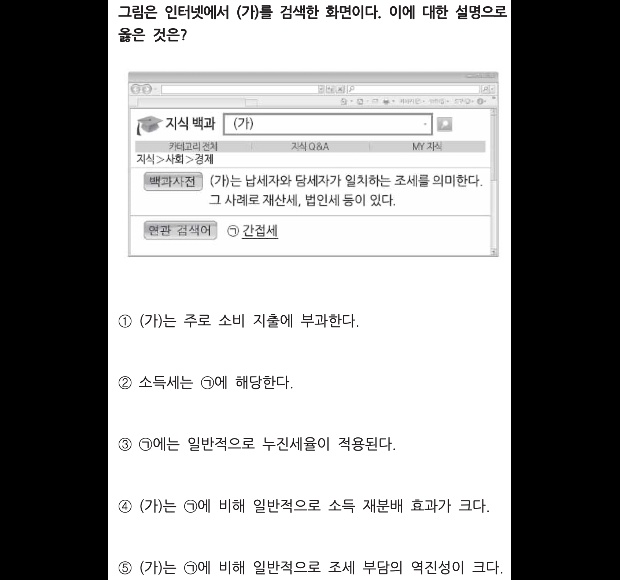 그림은 인터넷에서 (가)를 검색한 화면이다. 이에 대한 설명으로
옳은 것은?
지식 백과 (가)
카테고리 전체 지식 Q&A MY 지식
지식>사회>경제
백과사전 (가)는 납세자와 담세자가 일치하는 조세를 의미한다.
그 사례로 재산세, 법인세 등이 있다.
연관 검색어 ㉠ 간접세
① (가)는 주로 소비 지출에 부과한다.
② 소득세는 ㉠에 해당한다.
③ ㉠에는 일반적으로 누진세율이 적용된다.
④ (가)는 ㉠에 비해 일반적으로 소득 재분배 효과가 크다.
⑤ (가)는 ㉠에 비해 일반적으로 조세 부담의 역진성이 크다.